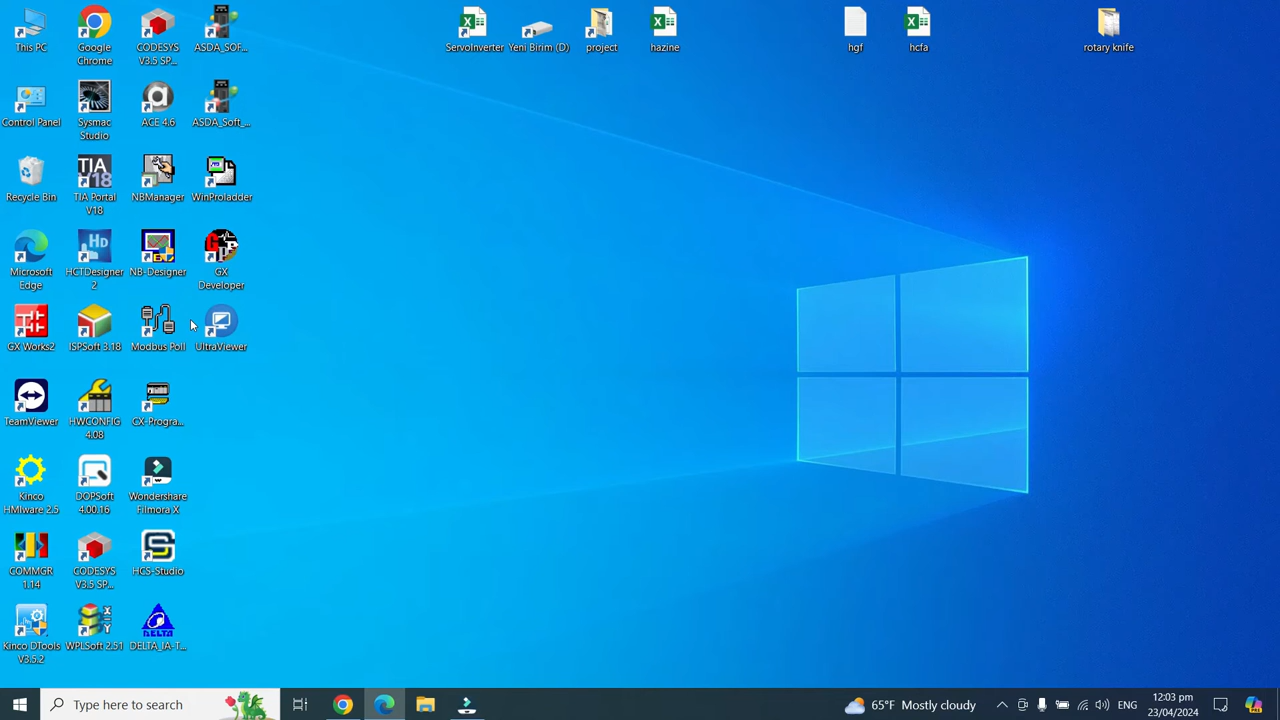 This PC
Google
Chrome
CODESYS
V3.5 SP...
ASDA_SOF...
ServoInverter
Yeni Birim (D)
project
hazine
hgf
hcfa
rotary knife
Control Panel
Sysmac
Studio
ACE 4.6
ASDA_Soft_...
Recycle Bin
TIA Portal
V18
NBManager
WinProladder
Microsoft
Edge
HCTDesigner
2
NB-Designer
GX
Developer
GX Works2
ISPSoft 3.18
Modbus Poll
UltraViewer
TeamViewer
HWCONFIG
4.08
CX-Progra...
Kinco
HMIware 2.5
DOPSoft
4.00.16
Wondershare
Filmora X
COMMGR
1.14
CODESYS
V3.5 SP...
HCS-Studio
Kinco DTools
V3.5.2
WPLSoft 2.51
DELTA_IA-T...
Type here to search
65°F Mostly cloudy
ENG
12:03 pm
23/04/2024